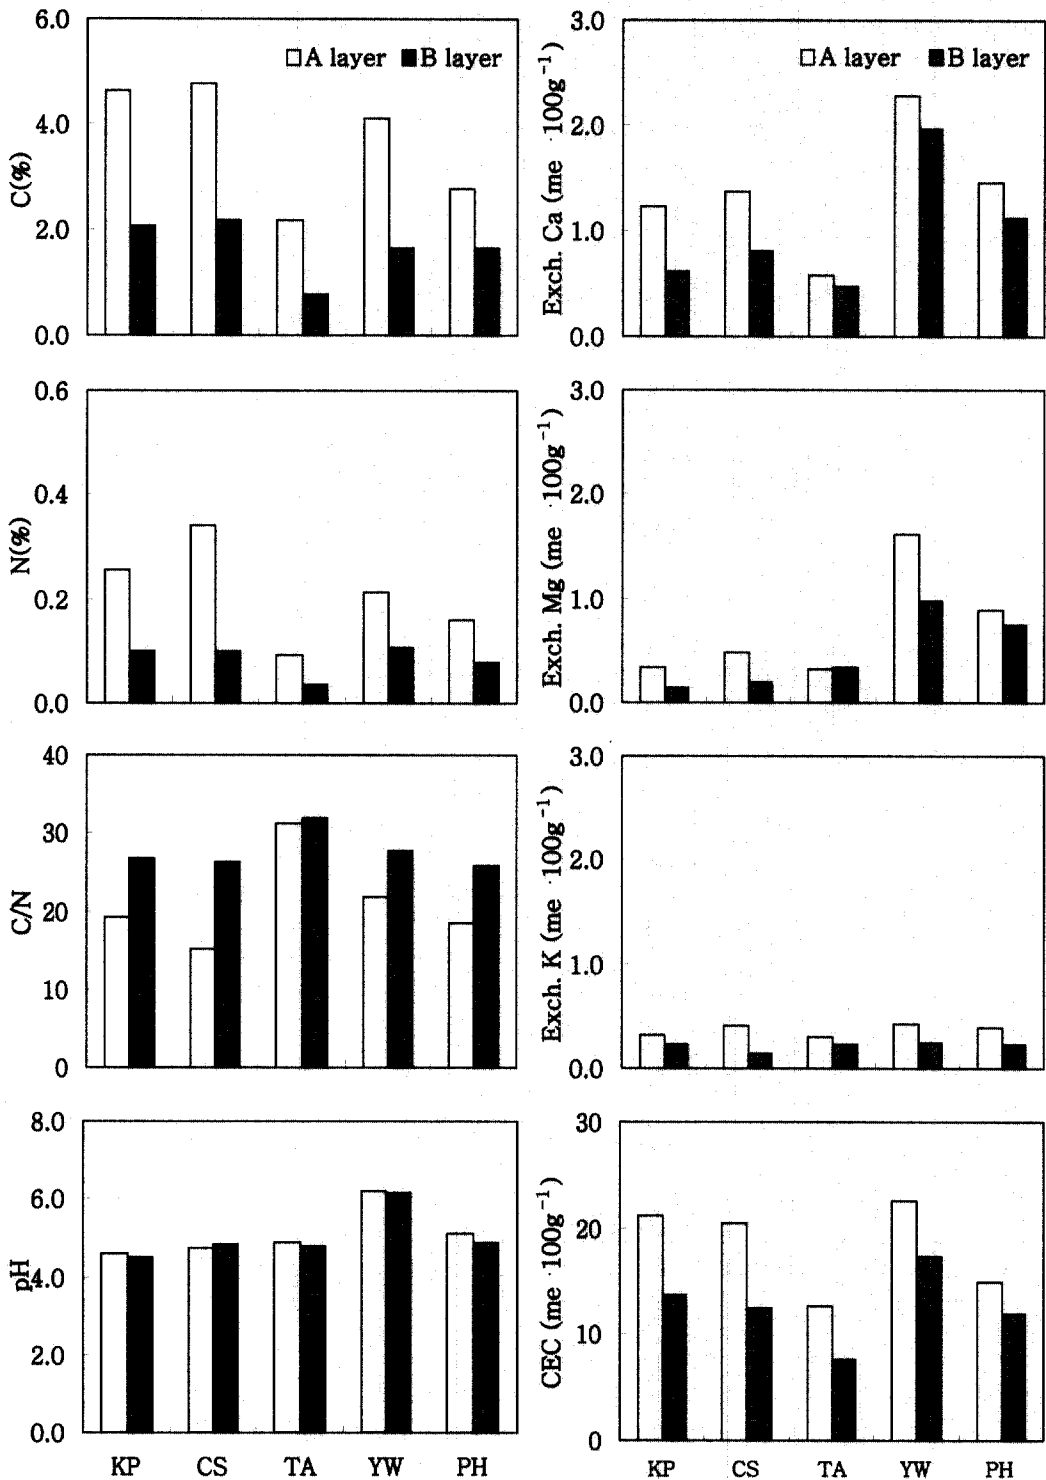 6.0
4.0
2.0
0.0
C(%)
A layer B layer
3.0
2.0
1.0
0.0
Exch. Ca (me ·100g⁻¹)
A layer B layer
0.6
0.4
0.2
0.0
N(%)
3.0
2.0
1.0
0.0
Exch. Mg (me ·100g⁻¹)
40
30
20
10
0
C/N
3.0
2.0
1.0
0.0
Exch. K (me ·100g⁻¹)
8.0
6.0
4.0
2.0
0.0
pH
KP CS TA YW PH
30
20
10
0
CEC (me ·100g⁻¹)
KP CS TA YW PH